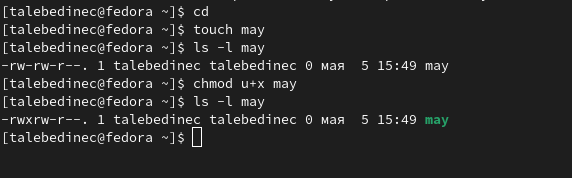 [talebedinec@fedora ~]$ cd
[talebedinec@fedora ~]$ touch may
[talebedinec@fedora ~]$ ls -l may
-rw-rw-r--. 1 talebedinec talebedinec 0 мая  5 15:49 may
[talebedinec@fedora ~]$ chmod u+x may
[talebedinec@fedora ~]$ ls -l may
-rwxrw-r--. 1 talebedinec talebedinec 0 мая  5 15:49 may
[talebedinec@fedora ~]$